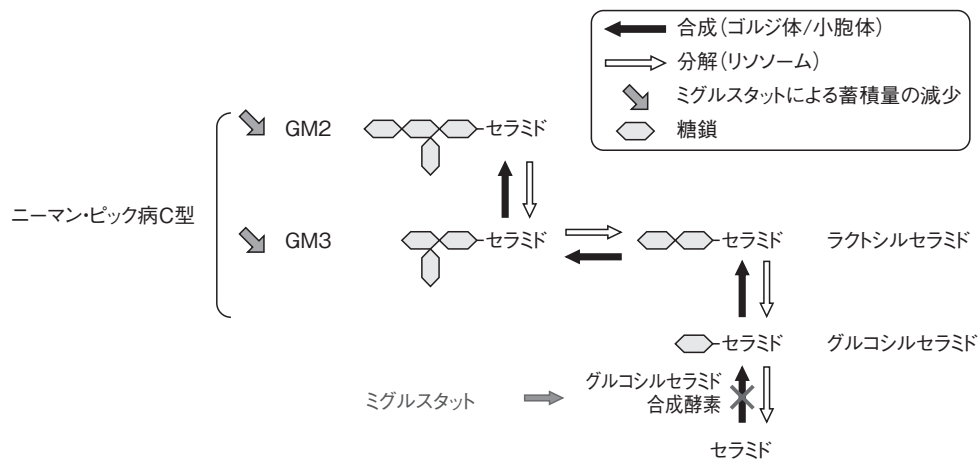 合成(ゴルジ体/小胞体)
分解(リソソーム)
ミグルスタットによる蓄積量の減少
糖鎖
GM2 セラミド
ニーマン・ピック病C型
GM3 セラミド セラミド ラクトシルセラミド
セラミド グルコシルセラミド
ミグルスタット グルコシルセラミド
合成酵素
セラミド